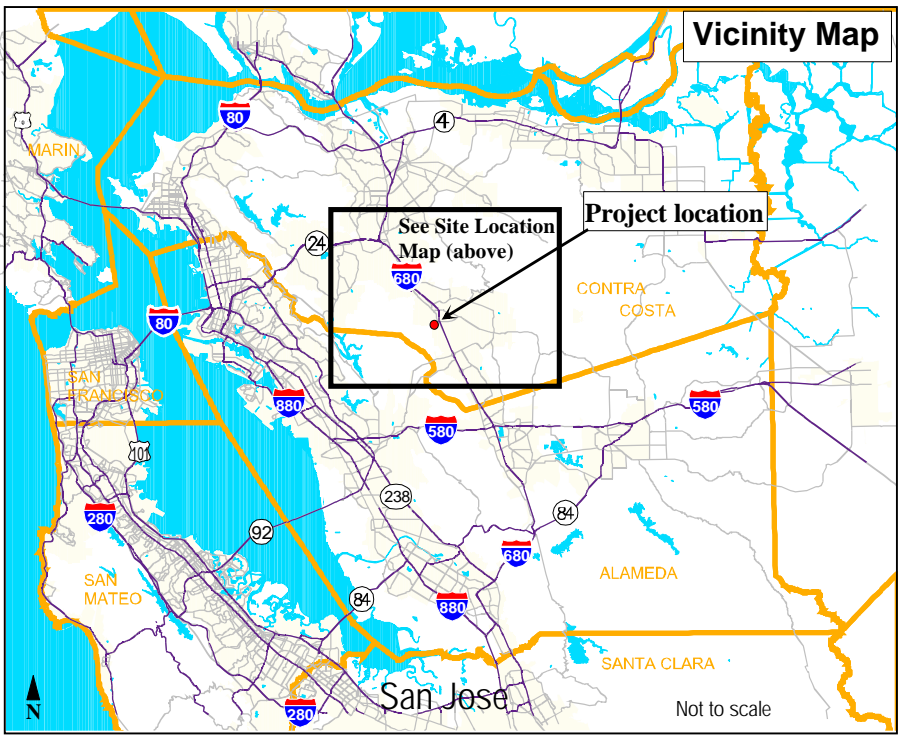 Vicinity Map
80
4
MARIN
Project location
See Site Location
Map (above)
24
680
CONTRA
COSTA
80
SAN
FRANCISCO
880
580
580
101
238
280
92
84
680
SAN
MATEO
84
880
ALAMEDA
SANTA CLARA
San Jose
280
Not to scale
N